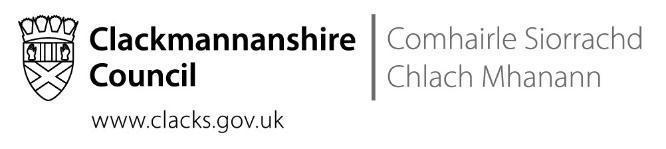 Clackmannanshire
Council
Comhairle Siorrachd
Chlach Mhanann
www.clacks.gov.uk